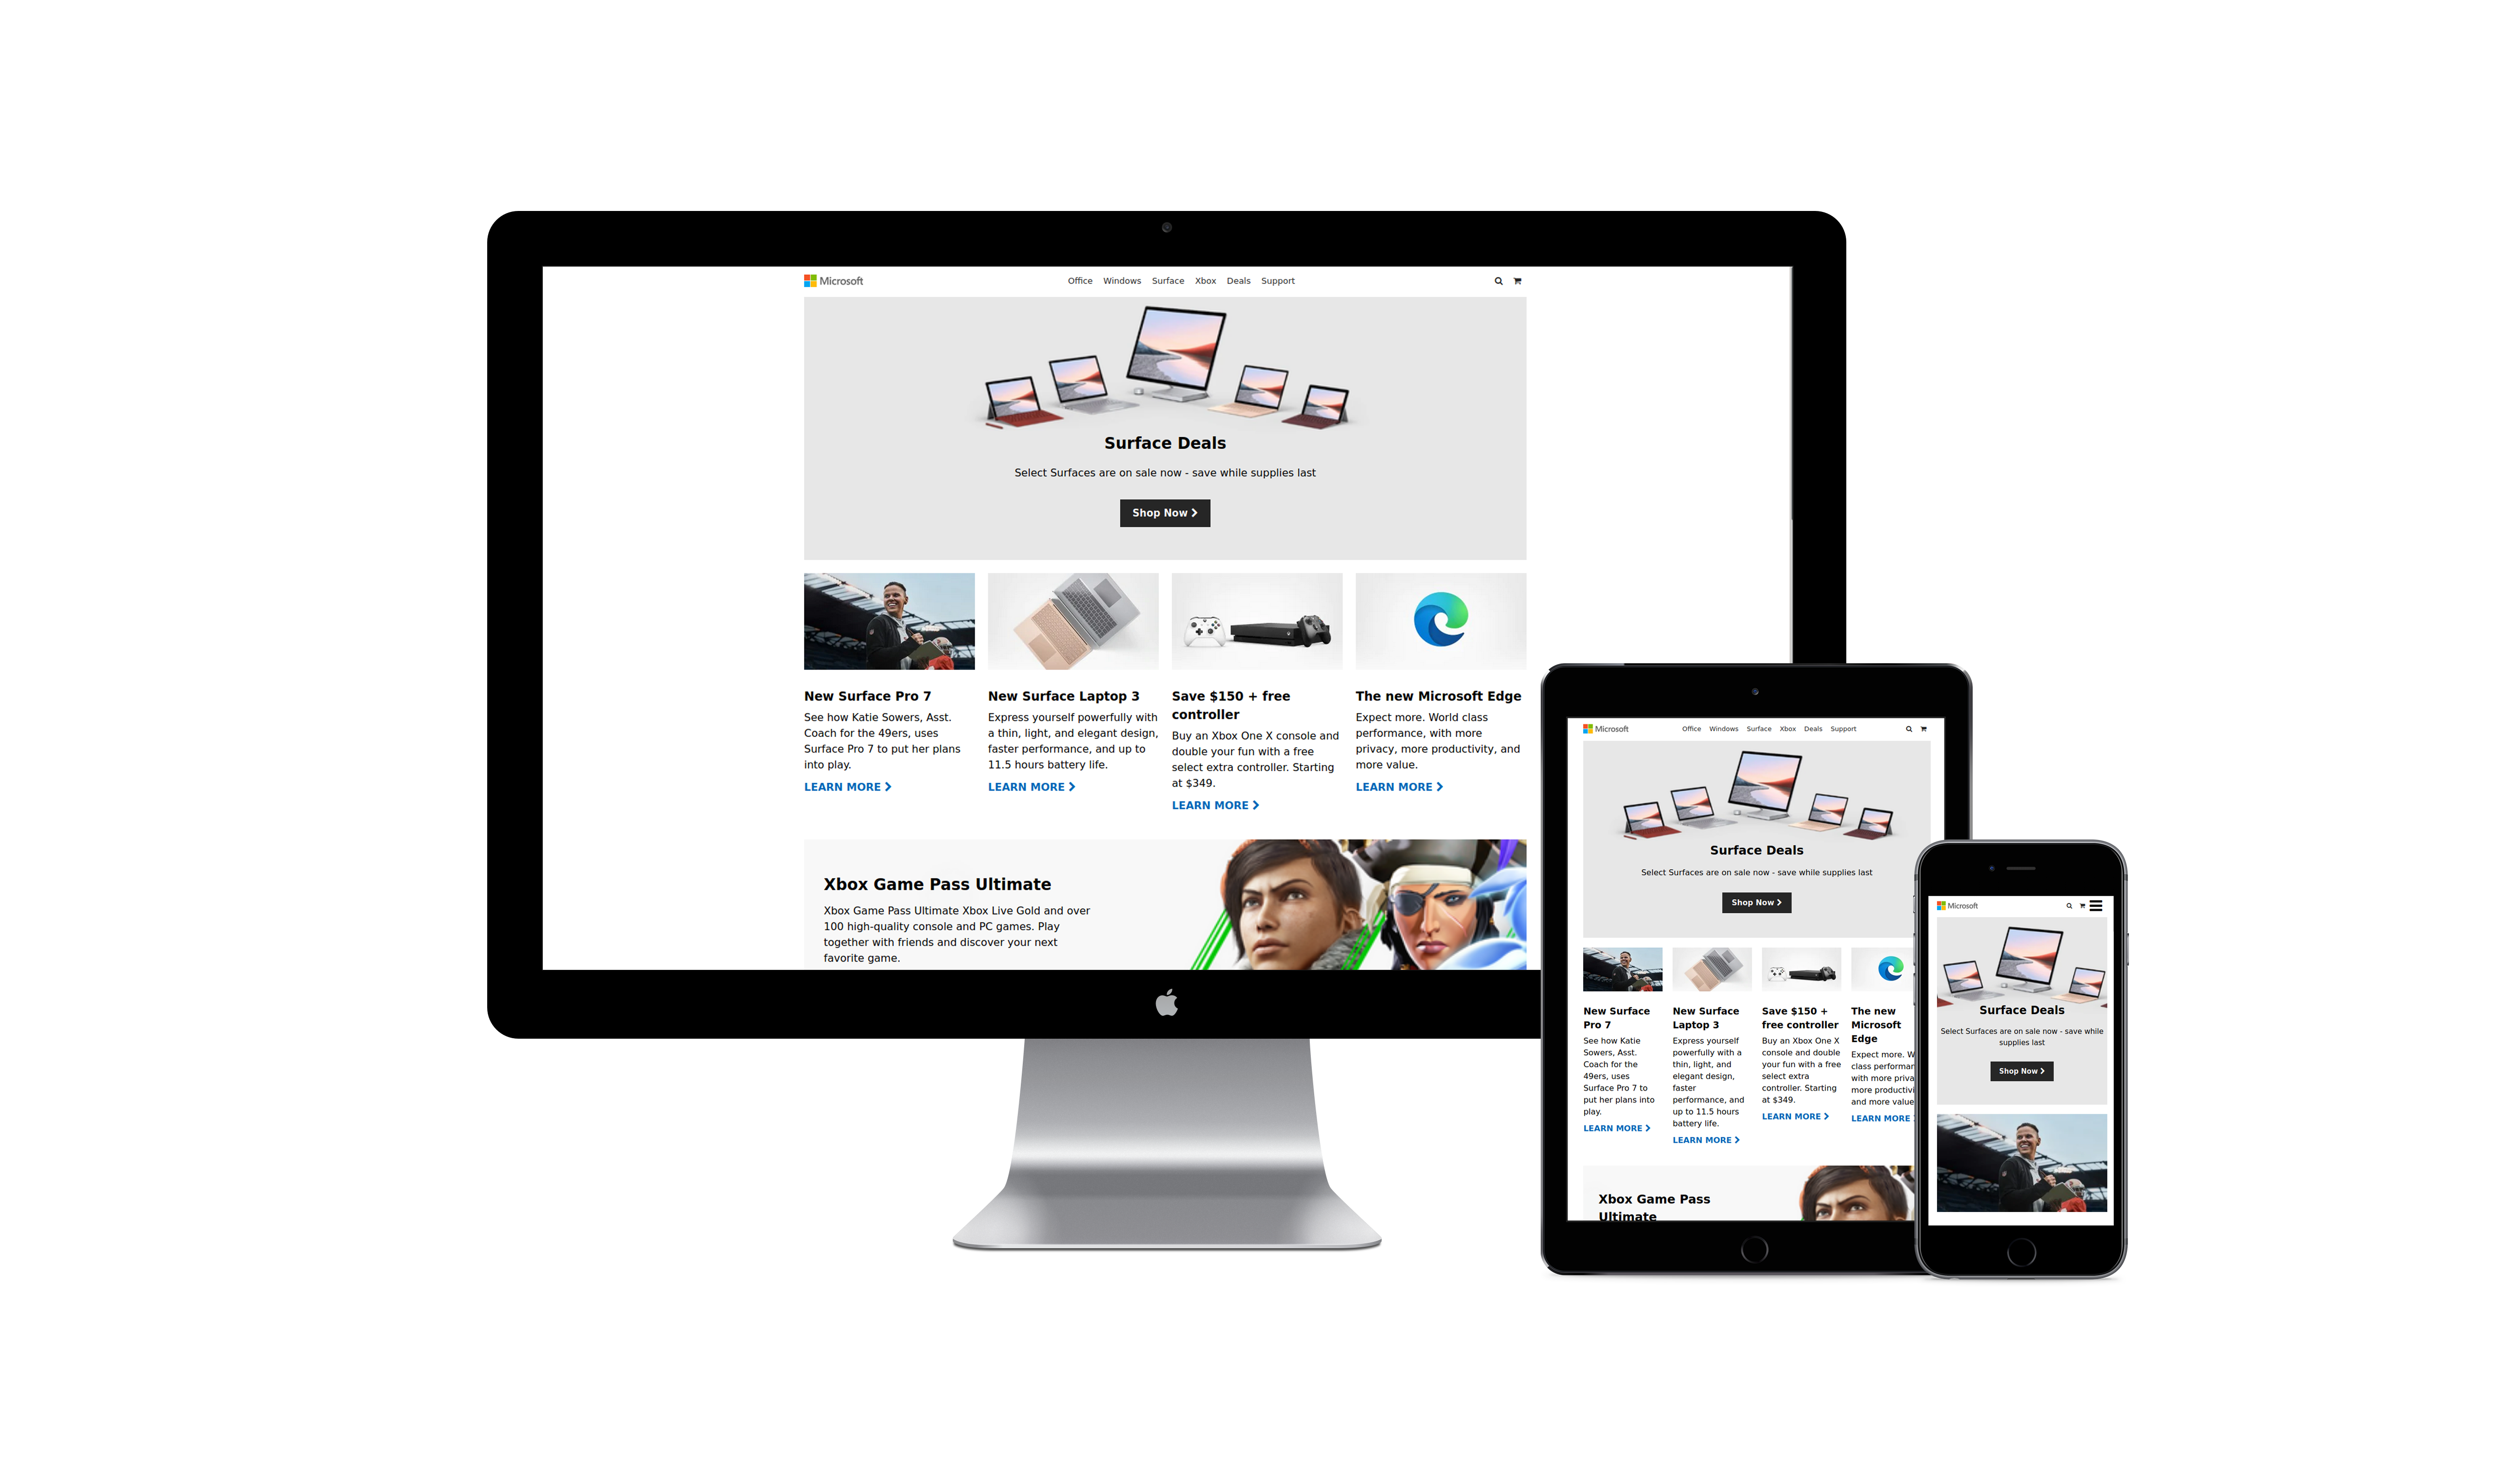 Microsoft
Office Windows Surface Xbox Deals Support
Surface Deals
Select Surfaces are on sale now - save while supplies last
Shop Now
New Surface Pro 7
See how Katie Sowers, Asst.
Coach for the 49ers, uses
Surface Pro 7 to put her plans
into play.
LEARN MORE
New Surface Laptop 3
Express yourself powerfully with
a thin, light, and elegant design,
faster performance, and up to
11.5 hours battery life.
LEARN MORE
Save $150 + free
controller
Buy an Xbox One X console and
double your fun with a free
select extra controller. Starting
at $349.
LEARN MORE
The new Microsoft Edge
Expect more. World class
performance, with more
privacy, more productivity, and
more value.
LEARN MORE
Xbox Game Pass Ultimate
Xbox Game Pass Ultimate Xbox Live Gold and over
100 high-quality console and PC games. Play
together with friends and discover your next
favorite game.
Microsoft
Office Windows Surface Xbox Deals Support
Surface Deals
Select Surfaces are on sale now - save while supplies last
Shop Now
New Surface
Pro 7
See how Katie
Sowers, Asst.
Coach for the
49ers, uses
Surface Pro 7 to
put her plans into
play.
LEARN MORE
New Surface
Laptop 3
Express yourself
powerfully with a
thin, light, and
elegant design,
faster
performance, and
up to 11.5 hours
battery life.
LEARN MORE
Save $150 +
free controller
Buy an Xbox One X
console and double
your fun with a free
select extra
controller. Starting
at $349.
LEARN MORE
The new
Microsoft
Edge
Expect more. W
class performan
with more priva
more productivi
and more value
LEARN MORE
Xbox Game Pass
Ultimate
Microsoft
Surface Deals
Select Surfaces are on sale now - save while
supplies last
Shop Now